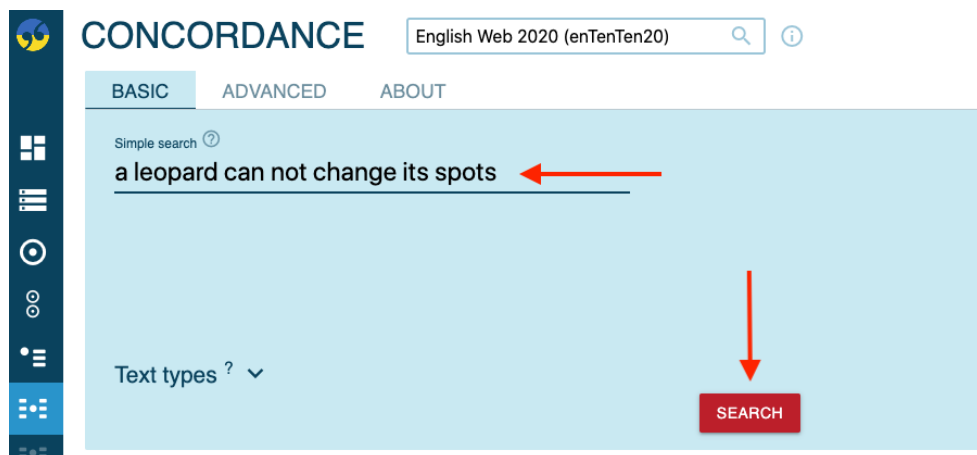 CONCORDANCE English Web 2020 (enTenTen20)
BASIC ADVANCED ABOUT
Simple search ?
a leopard can not change its spots
Text types ?
SEARCH